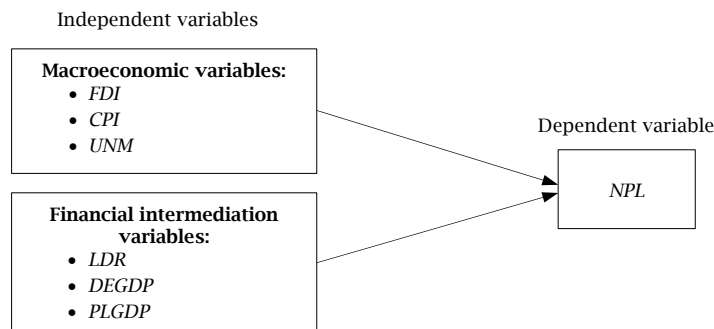 Independent variables
Macroeconomic variables:
• FDI
• CPI
• UNM
Financial intermediation
variables:
• LDR
• DEGDP
• PLGDP
Dependent variable
NPL